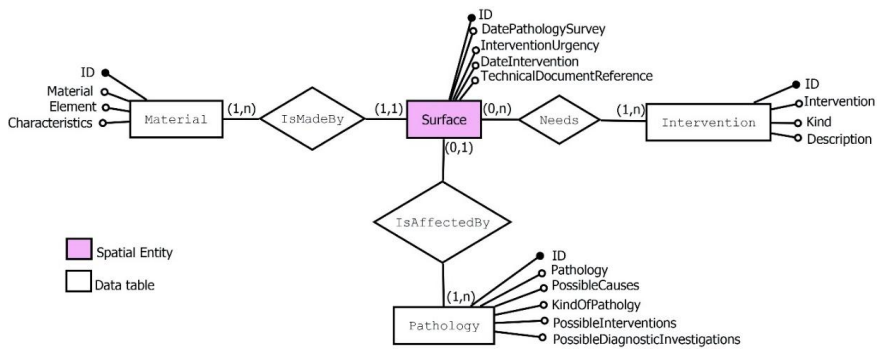 ID
DatePathologySurvey
InterventionUrgency
DateIntervention
TechnicalDocumentReference
ID
Material
Element
Characteristics
Material
(1,n)
IsMadeBy
(1,1)
Surface
(0,n)
(0,1)
Needs
(1,n)
Intervention
ID
Intervention
Kind
Description
IsAffectedBy
Spatial Entity
Data table
(1,n)
Pathology
ID
Pathology
PossibleCauses
KindOfPatholgy
PossibleInterventions
PossibleDiagnosticInvestigations